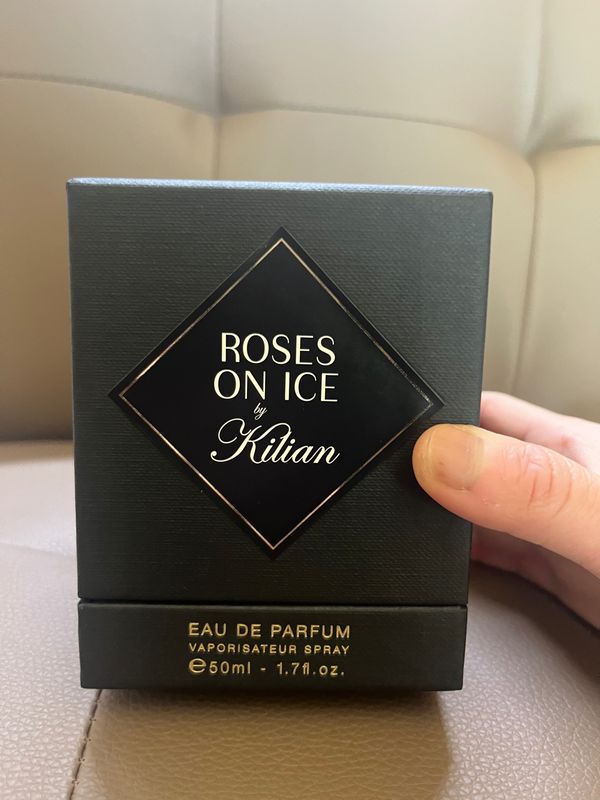 ROSES
ON ICE
by
Kilian
EAU DE PARFUM
VAPORISATEUR SPRAY
℮50ml - 1.7fl.oz.